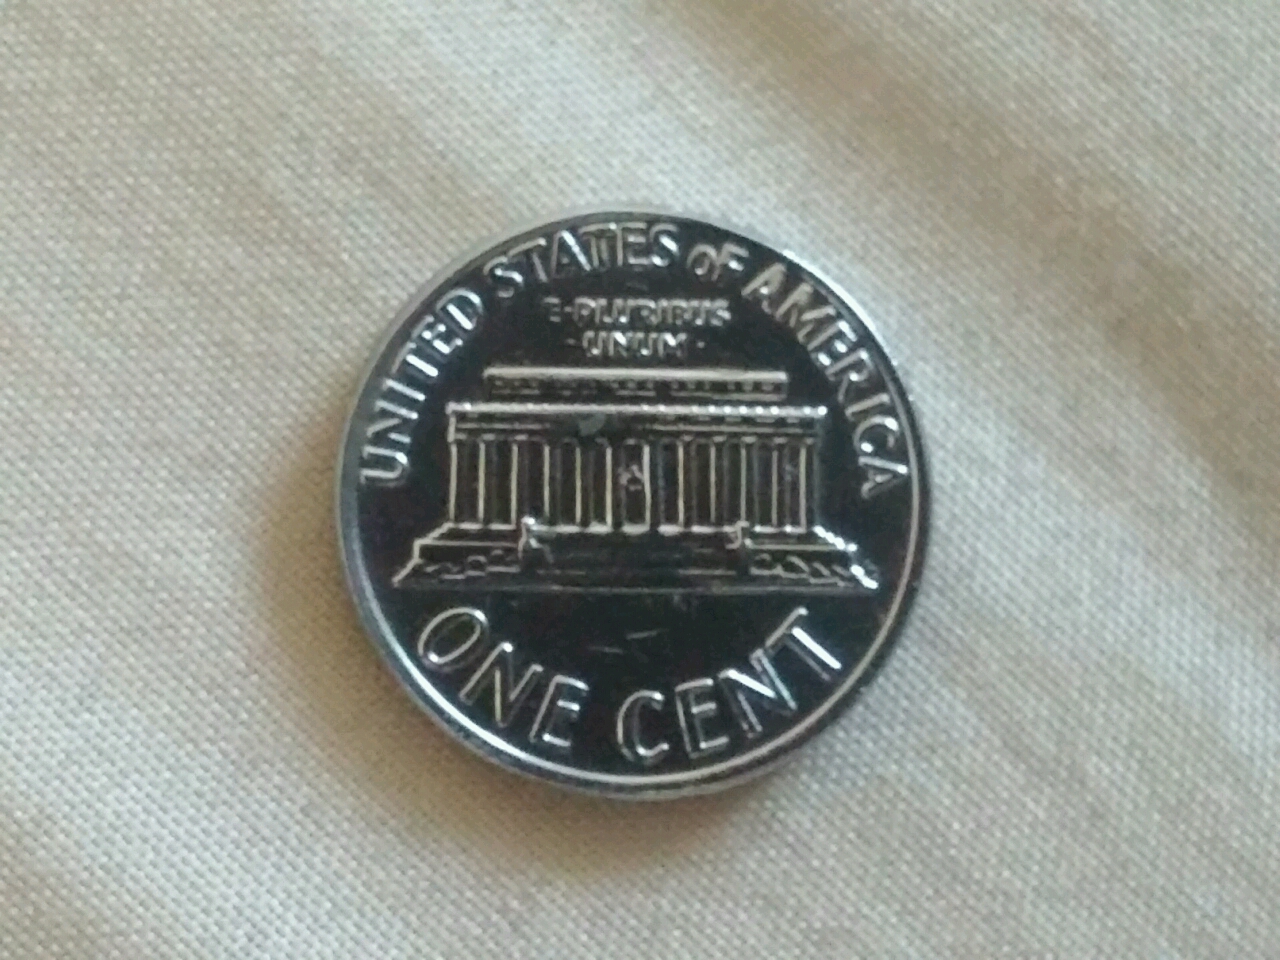 UNITED STATES OF AMERICA
E·PLURIBUS
·UNUM·
ONE CENT